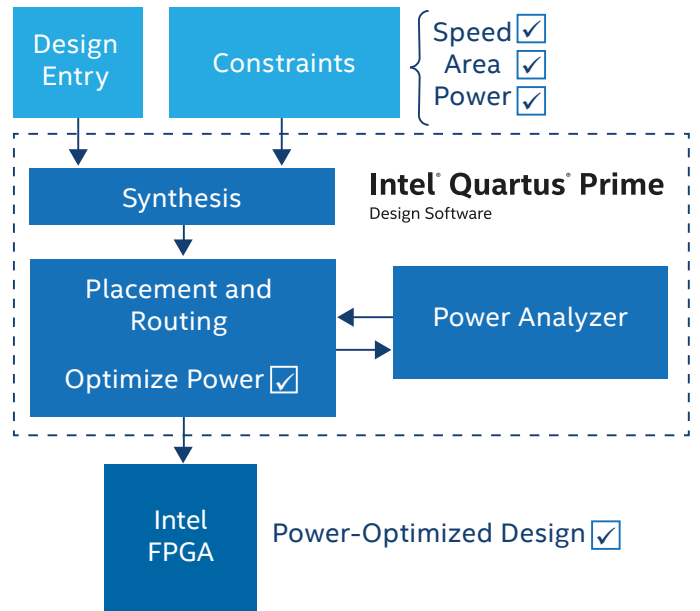 Design
Entry
Constraints
Speed ✓
Area ✓
Power ✓
Synthesis
Intel® Quartus® Prime
Design Software
Placement and
Routing
Optimize Power ✓
Power Analyzer
Intel
FPGA
Power-Optimized Design ✓